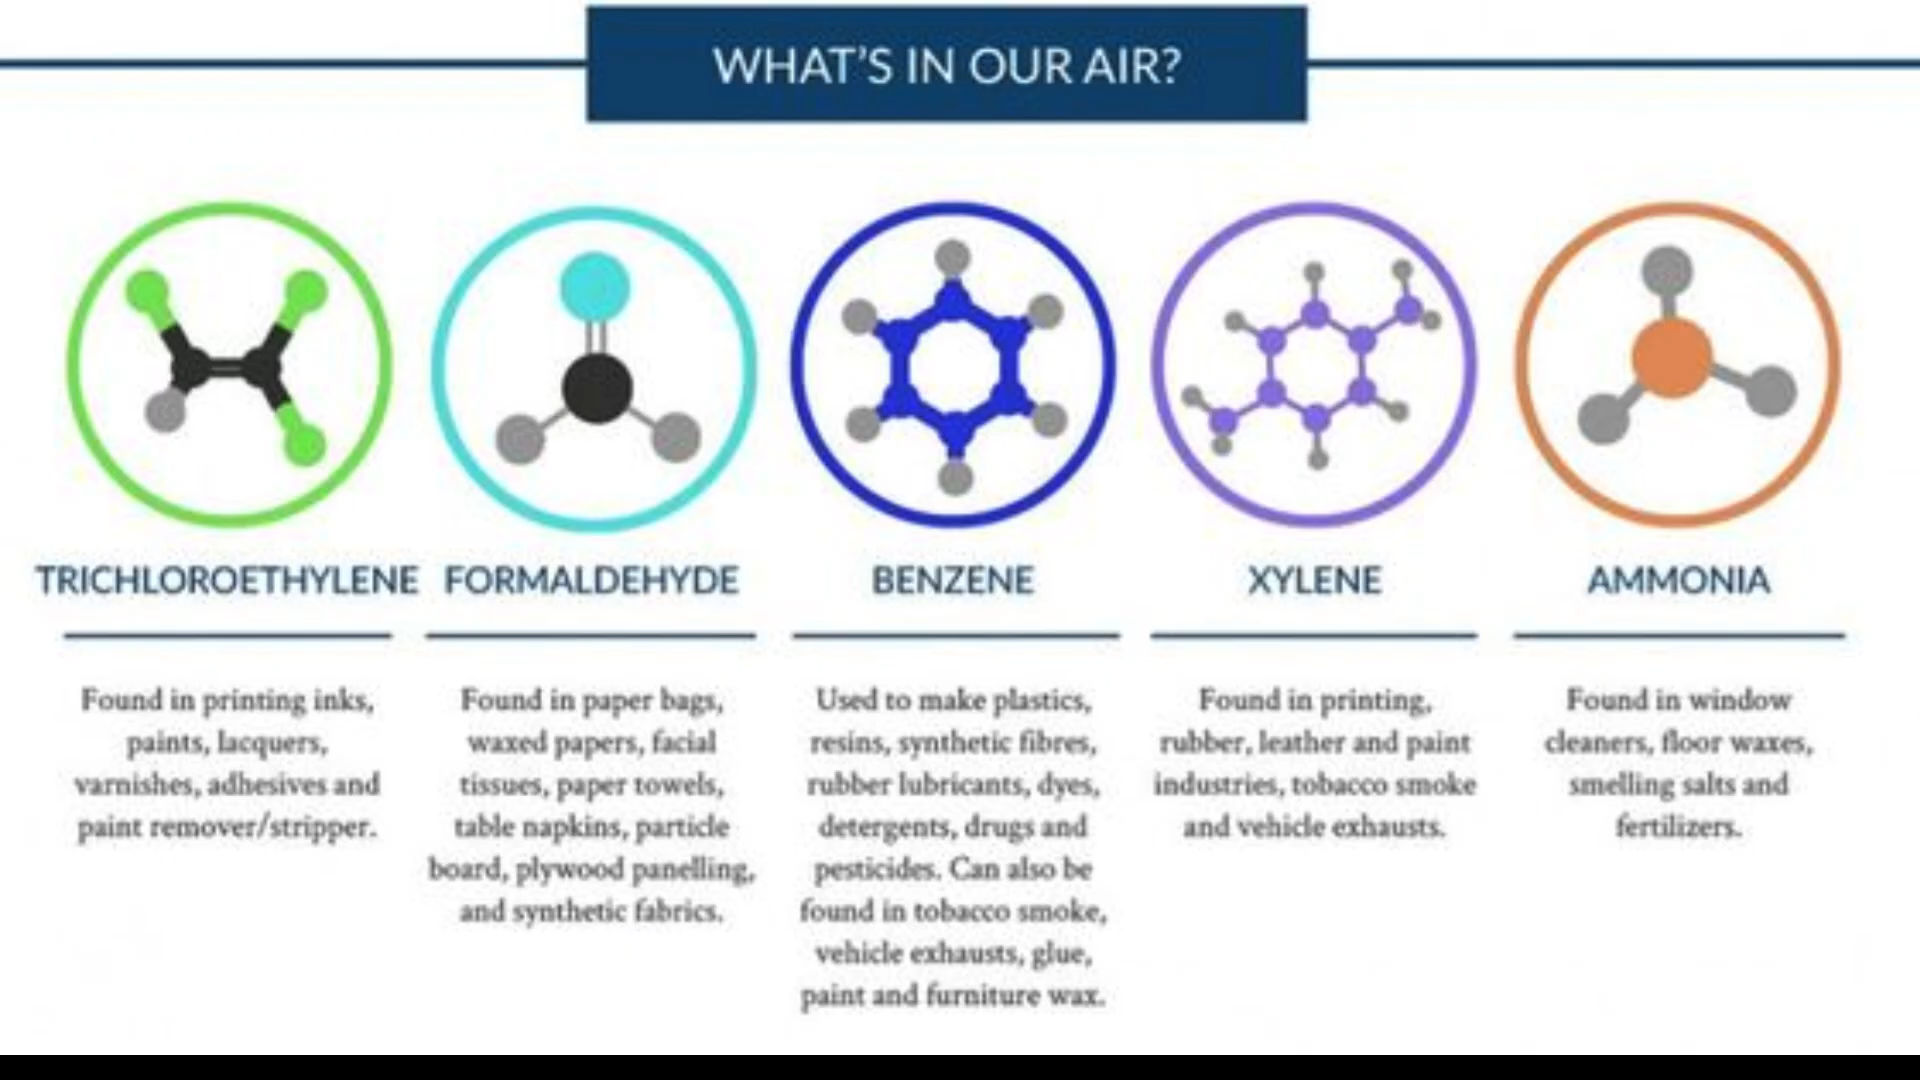 WHAT'S IN OUR AIR?
TRICHLOROETHYLENE
Found in printing inks,
paints, lacquers,
varnishes, adhesives and
paint remover/stripper.
FORMALDEHYDE
Found in paper bags,
waxed papers, facial
tissues, paper towels,
table napkins, particle
board, plywood panelling,
and synthetic fabrics.
BENZENE
Used to make plastics,
resins, synthetic fibres,
rubber lubricants, dyes,
detergents, drugs and
pesticides. Can also be
found in tobacco smoke,
vehicle exhausts, glue,
paint and furniture wax.
XYLENE
Found in printing,
rubber, leather and paint
industries, tobacco smoke
and vehicle exhausts.
AMMONIA
Found in window
cleaners, floor waxes,
smelling salts and
fertilizers.